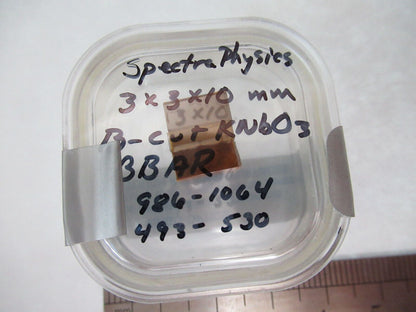 Spectra Physics
3 x 3 x 10 mm
3 x 10
B-cut KNbO3
BBAR
986-1064
493-530